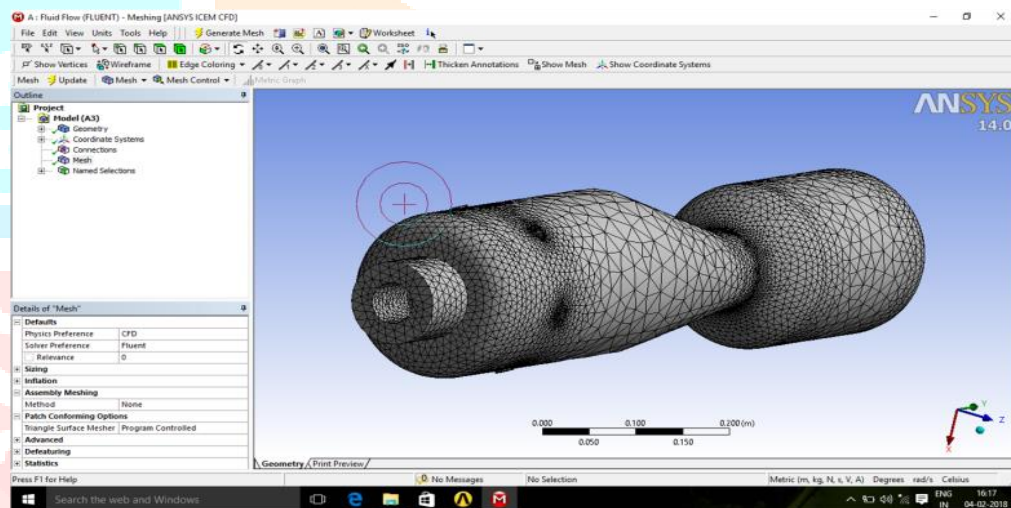 A : Fluid Flow (FLUENT) - Meshing [ANSYS ICEM CFD]
File Edit View Units Tools Help Generate Mesh Worksheet
Show Vertices Wireframe Edge Coloring Thicken Annotations Show Mesh Show Coordinate Systems
Mesh Update Mesh Mesh Control Metric Graph
Outline
Project
Model (A3)
Geometry
Coordinate Systems
Connections
Mesh
Named Selections
ANSYS
14.0
Details of "Mesh"
Defaults
Physics Preference CFD
Solver Preference Fluent
Relevance 0
Sizing
Inflation
Assembly Meshing
Method None
Patch Conforming Options
Triangle Surface Mesher Program Controlled
Advanced
Defeaturing
Statistics
0.000 0.100 0.200 (m)
0.050 0.150
Y
Z
X
Geometry Print Preview
Press F1 for Help 0 No Messages No Selection Metric (m, kg, N, s, V, A) Degrees rad/s Celsius
Search the web and Windows ENG 16:17
IN 04-02-2018